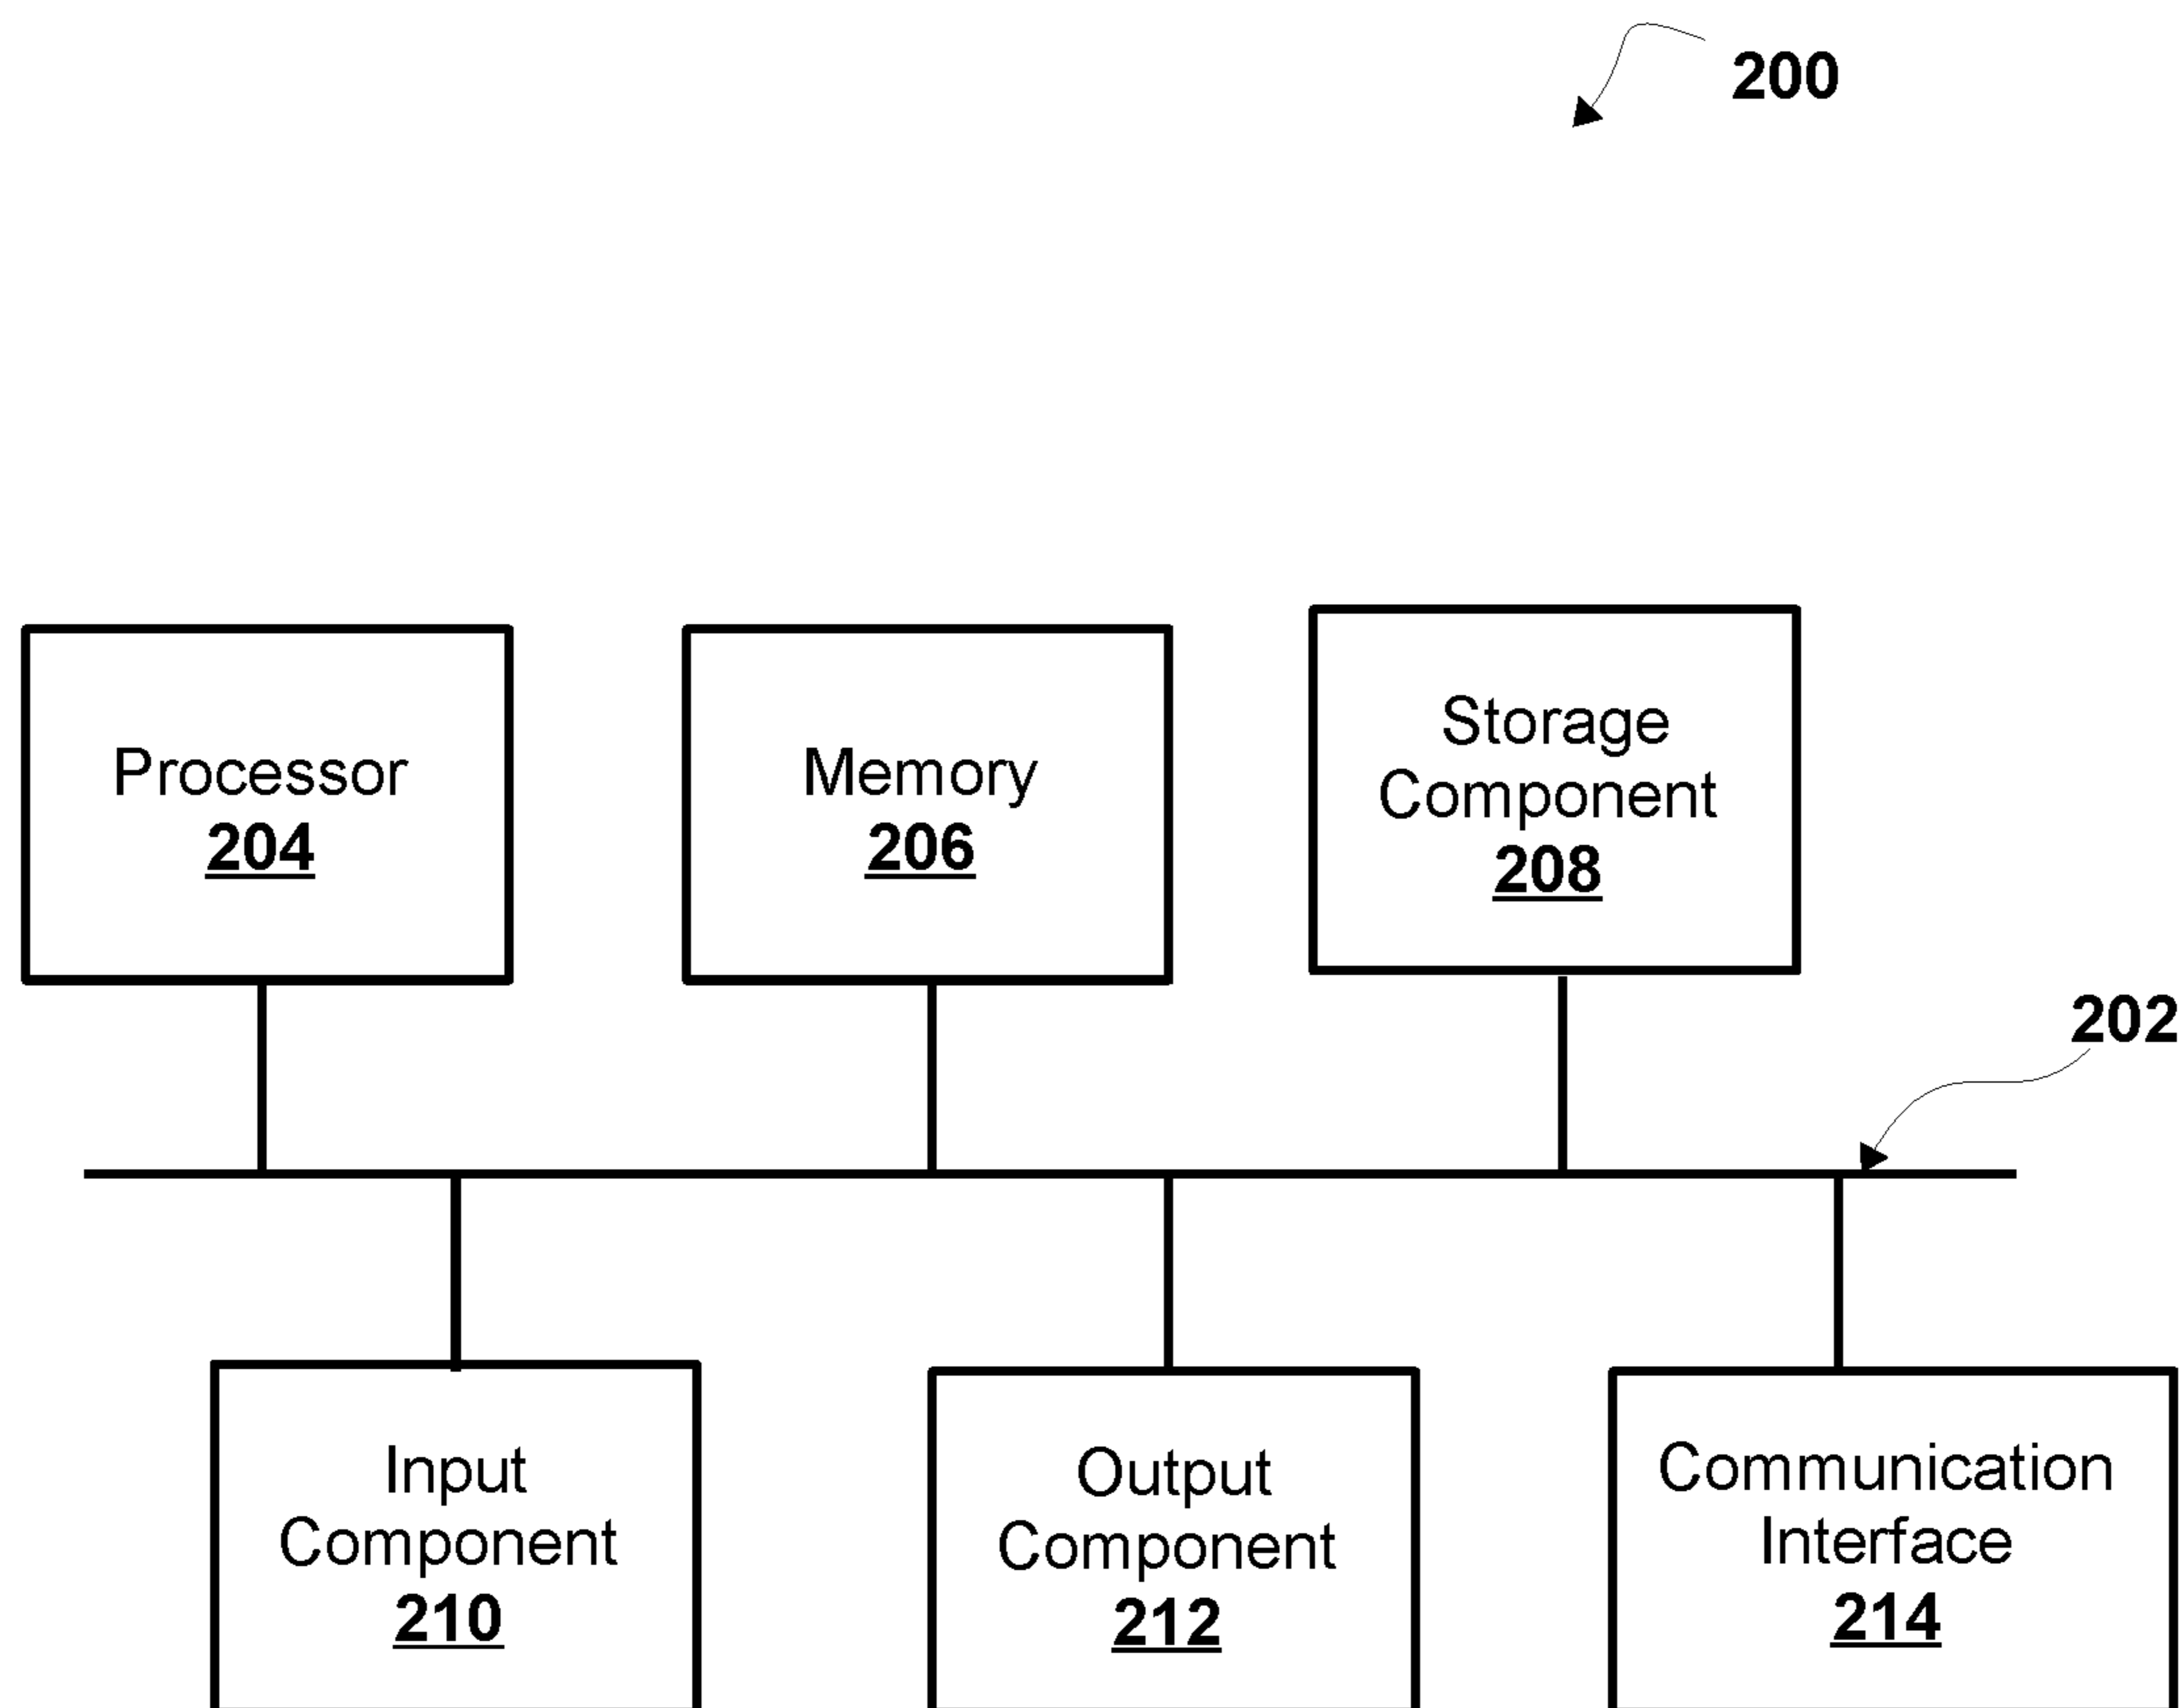 200
Processor
204
Memory
206
Storage
Component
208
202
Input
Component
210
Output
Component
212
Communication
Interface
214